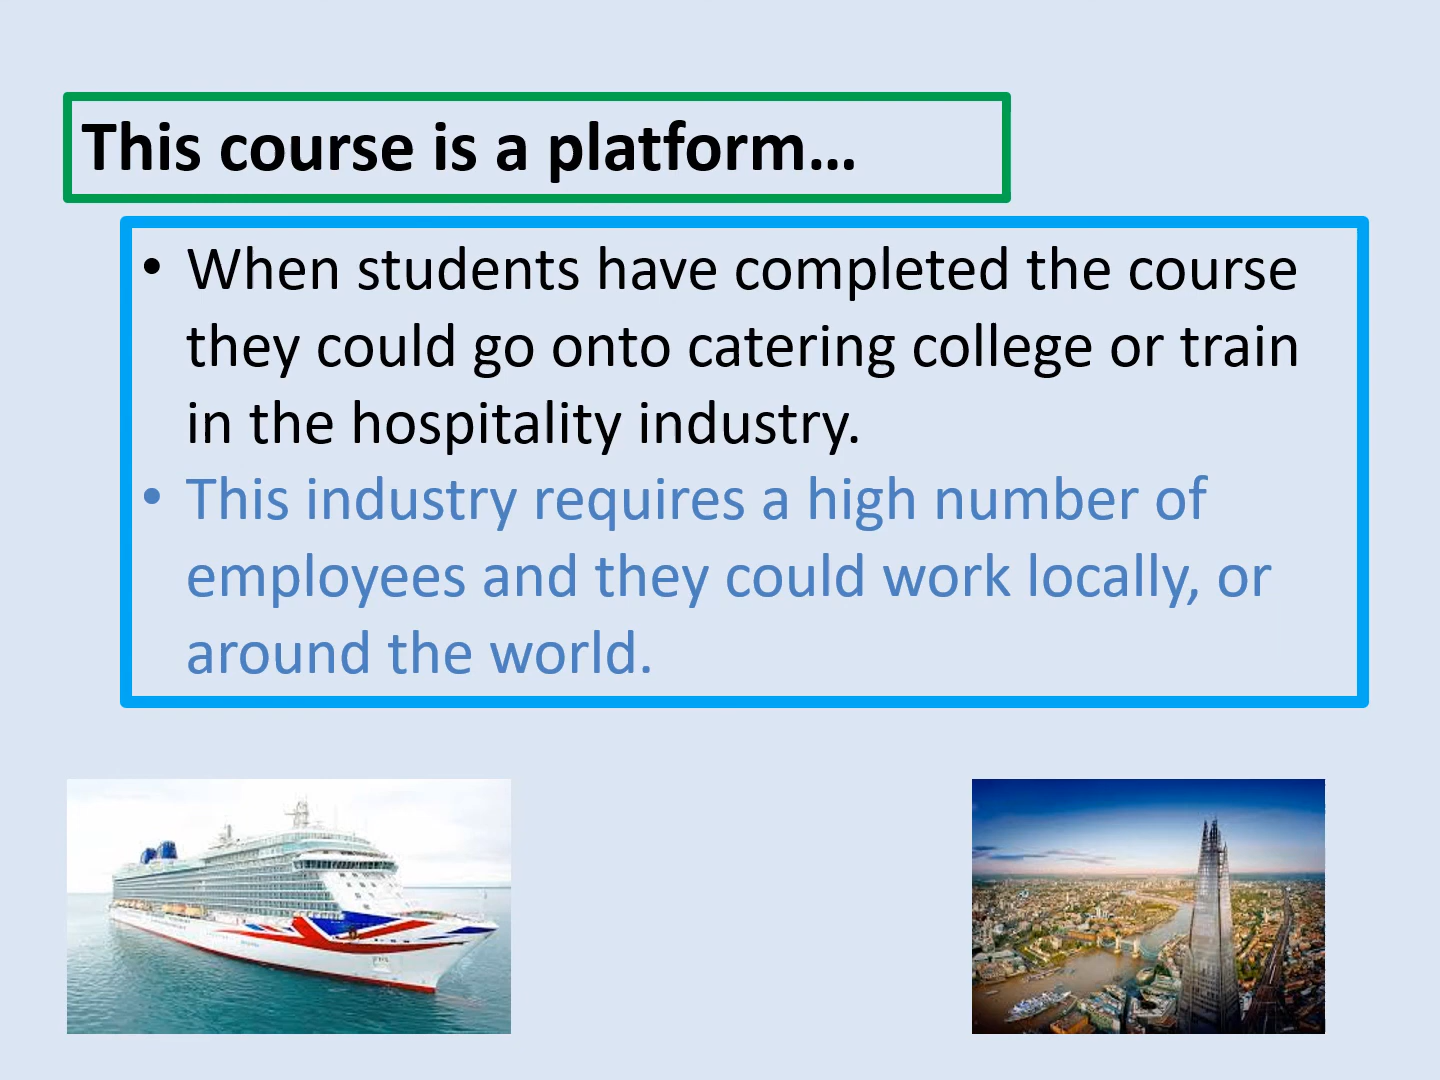 This course is a platform…
• When students have completed the course
they could go onto catering college or train
in the hospitality industry.
• This industry requires a high number of
employees and they could work locally, or
around the world.